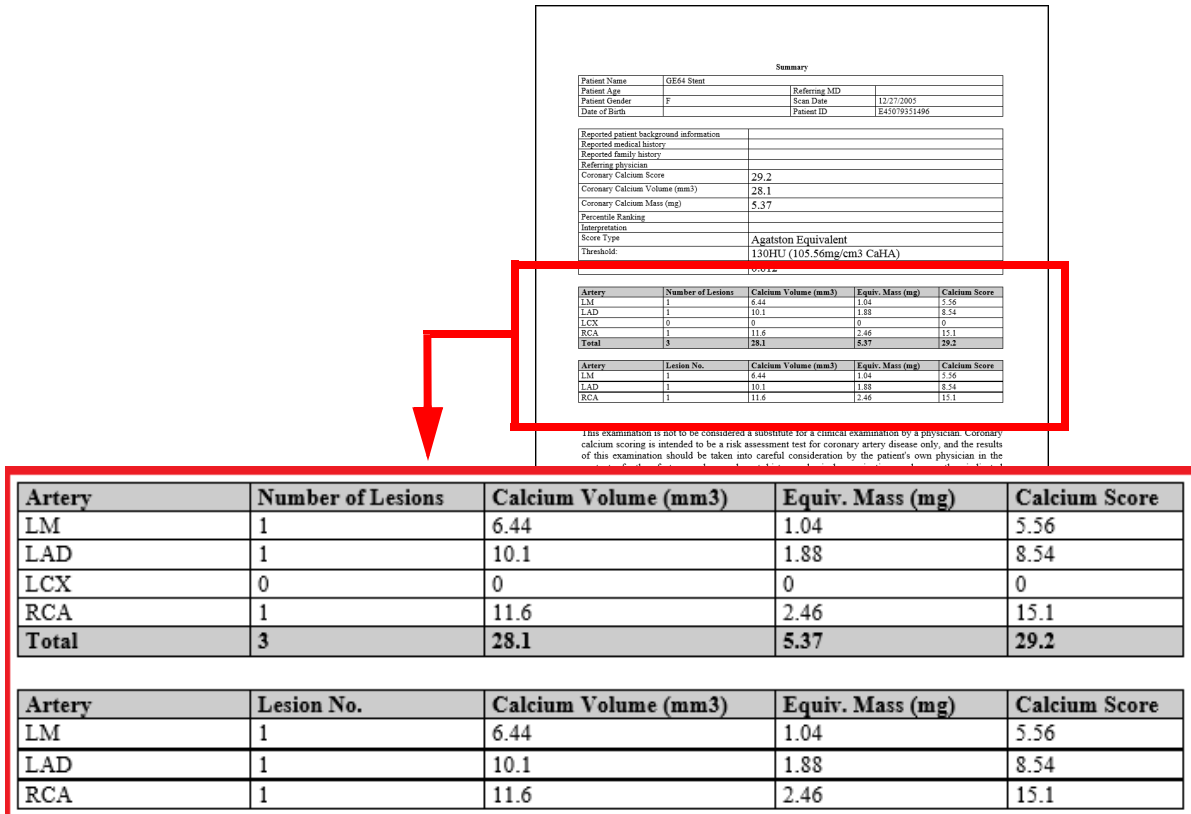 Summary
Patient Name GE64 Stent
Patient Age Referring MD
Patient Gender F Scan Date 12/27/2005
Date of Birth Patient ID E45079351496
Reported patient background information
Reported medical history
Reported family history
Referring physician
Coronary Calcium Score 29.2
Coronary Calcium Volume (mm3) 28.1
Coronary Calcium Mass (mg) 5.37
Percentile Ranking
Interpretation
Score Type Agatston Equivalent
Threshold: 130HU (105.56mg/cm3 CaHA)
Artery Number of Lesions Calcium Volume (mm3) Equiv. Mass (mg) Calcium Score
LM 1 6.44 1.04 5.56
LAD 1 10.1 1.88 8.54
LCX 0 0 0 0
RCA 1 11.6 2.46 15.1
Total 3 28.1 5.37 29.2
Artery Lesion No. Calcium Volume (mm3) Equiv. Mass (mg) Calcium Score
LM 1 6.44 1.04 5.56
LAD 1 10.1 1.88 8.54
RCA 1 11.6 2.46 15.1
This examination is not to be considered a substitute for a clinical examination by a physician. Coronary
calcium scoring is intended to be a risk assessment test for coronary artery disease only, and the results
of this examination should be taken into careful consideration by the patient's own physician in the
Artery Number of Lesions Calcium Volume (mm3) Equiv. Mass (mg) Calcium Score
LM 1 6.44 1.04 5.56
LAD 1 10.1 1.88 8.54
LCX 0 0 0 0
RCA 1 11.6 2.46 15.1
Total 3 28.1 5.37 29.2
Artery Lesion No. Calcium Volume (mm3) Equiv. Mass (mg) Calcium Score
LM 1 6.44 1.04 5.56
LAD 1 10.1 1.88 8.54
RCA 1 11.6 2.46 15.1